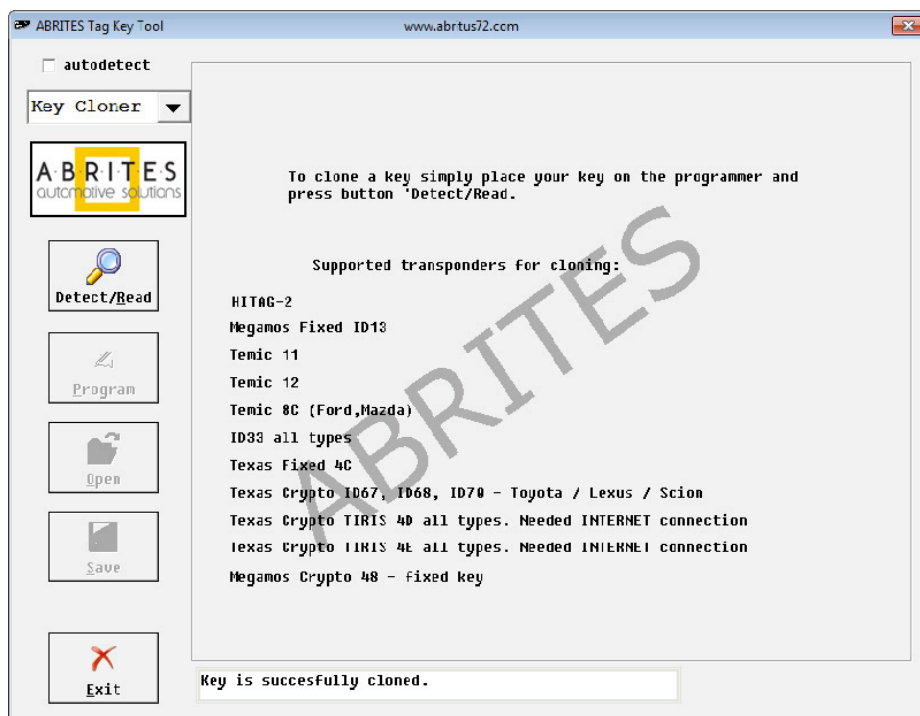 ABRITES Tag Key Tool
www.abritus72.com
autodetect
Key Cloner
A·B·R·I·T·E·S
automotive solutions
Detect/Read
Program
Open
Save
Exit
To clone a key simply place your key on the programmer and
press button 'Detect/Read.
Supported transponders for cloning:
HITAG-2
Megamos Fixed ID13
Temic 11
Temic 12
Temic 8C (Ford,Mazda)
ID33 all types
Texas Fixed 4C
Texas Crypto ID67, ID68, ID70 - Toyota / Lexus / Scion
Texas Crypto TIRIS 4D all types. Needed INTERNET connection
Texas Crypto TIRIS 4E all types. Needed INTERNET connection
Megamos Crypto 48 - fixed key
ABRITES
Key is succesfully cloned.